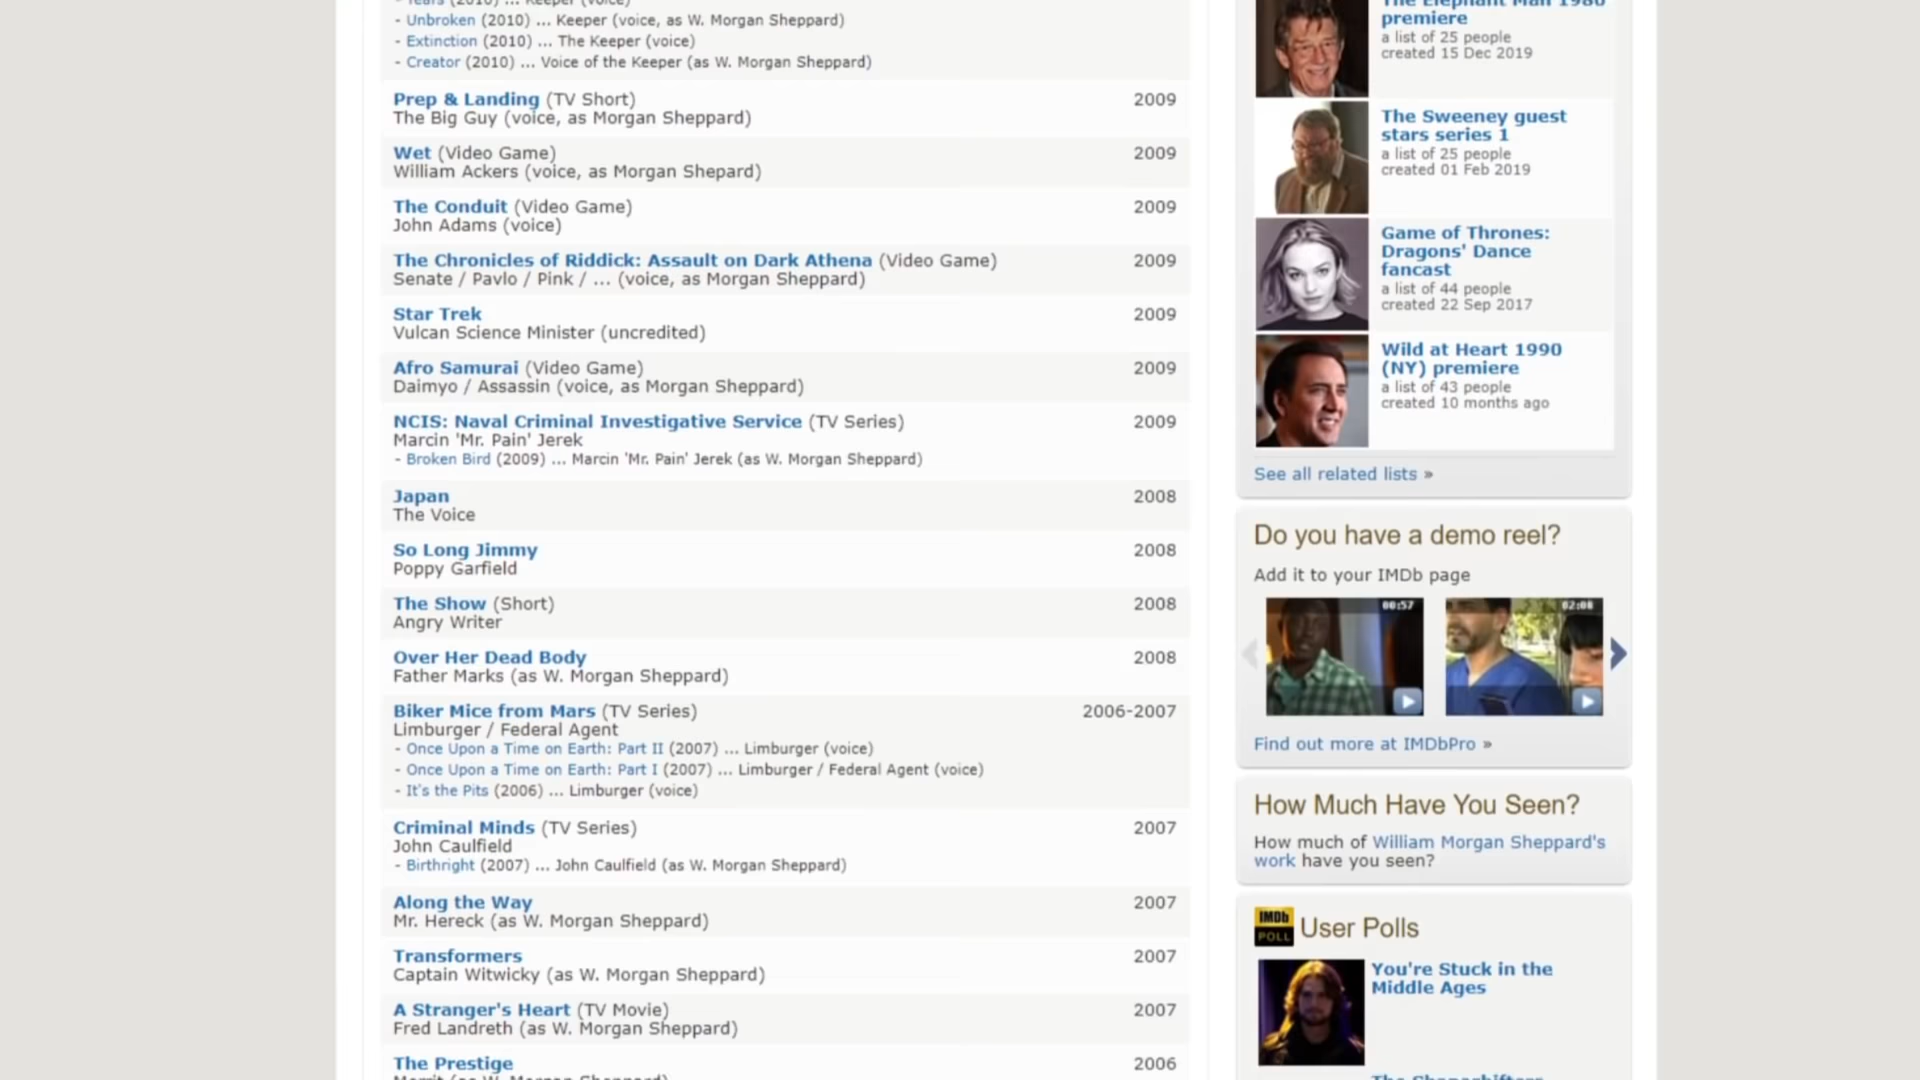 - Unbroken (2010) ... Keeper (voice, as W. Morgan Sheppard)
- Extinction (2010) ... The Keeper (voice)
- Creator (2010) ... Voice of the Keeper (as W. Morgan Sheppard)
Prep & Landing (TV Short) 2009
The Big Guy (voice, as Morgan Sheppard)
Wet (Video Game) 2009
William Ackers (voice, as Morgan Shepard)
The Conduit (Video Game) 2009
John Adams (voice)
The Chronicles of Riddick: Assault on Dark Athena (Video Game) 2009
Senate / Pavlo / Pink / ... (voice, as Morgan Sheppard)
Star Trek 2009
Vulcan Science Minister (uncredited)
Afro Samurai (Video Game) 2009
Daimyo / Assassin (voice, as Morgan Sheppard)
NCIS: Naval Criminal Investigative Service (TV Series) 2009
Marcin 'Mr. Pain' Jerek
- Broken Bird (2009) ... Marcin 'Mr. Pain' Jerek (as W. Morgan Sheppard)
Japan 2008
The Voice
So Long Jimmy 2008
Poppy Garfield
The Show (Short) 2008
Angry Writer
Over Her Dead Body 2008
Father Marks (as W. Morgan Sheppard)
Biker Mice from Mars (TV Series) 2006-2007
Limburger / Federal Agent
- Once Upon a Time on Earth: Part II (2007) ... Limburger (voice)
- Once Upon a Time on Earth: Part I (2007) ... Limburger / Federal Agent (voice)
- It's the Pits (2006) ... Limburger (voice)
Criminal Minds (TV Series) 2007
John Caulfield
- Birthright (2007) ... John Caulfield (as W. Morgan Sheppard)
Along the Way 2007
Mr. Hereck (as W. Morgan Sheppard)
Transformers 2007
Captain Witwicky (as W. Morgan Sheppard)
A Stranger's Heart (TV Movie) 2007
Fred Landreth (as W. Morgan Sheppard)
The Prestige 2006
The Elephant Man 1980
premiere
a list of 25 people
created 15 Dec 2019
The Sweeney guest
stars series 1
a list of 25 people
created 01 Feb 2019
Game of Thrones:
Dragons' Dance
fancast
a list of 44 people
created 22 Sep 2017
Wild at Heart 1990
(NY) premiere
a list of 43 people
created 10 months ago
See all related lists »
Do you have a demo reel?
Add it to your IMDb page
00:57 02:08
Find out more at IMDbPro »
How Much Have You Seen?
How much of William Morgan Sheppard's
work have you seen?
IMDb
POLL
User Polls
You're Stuck in the
Middle Ages